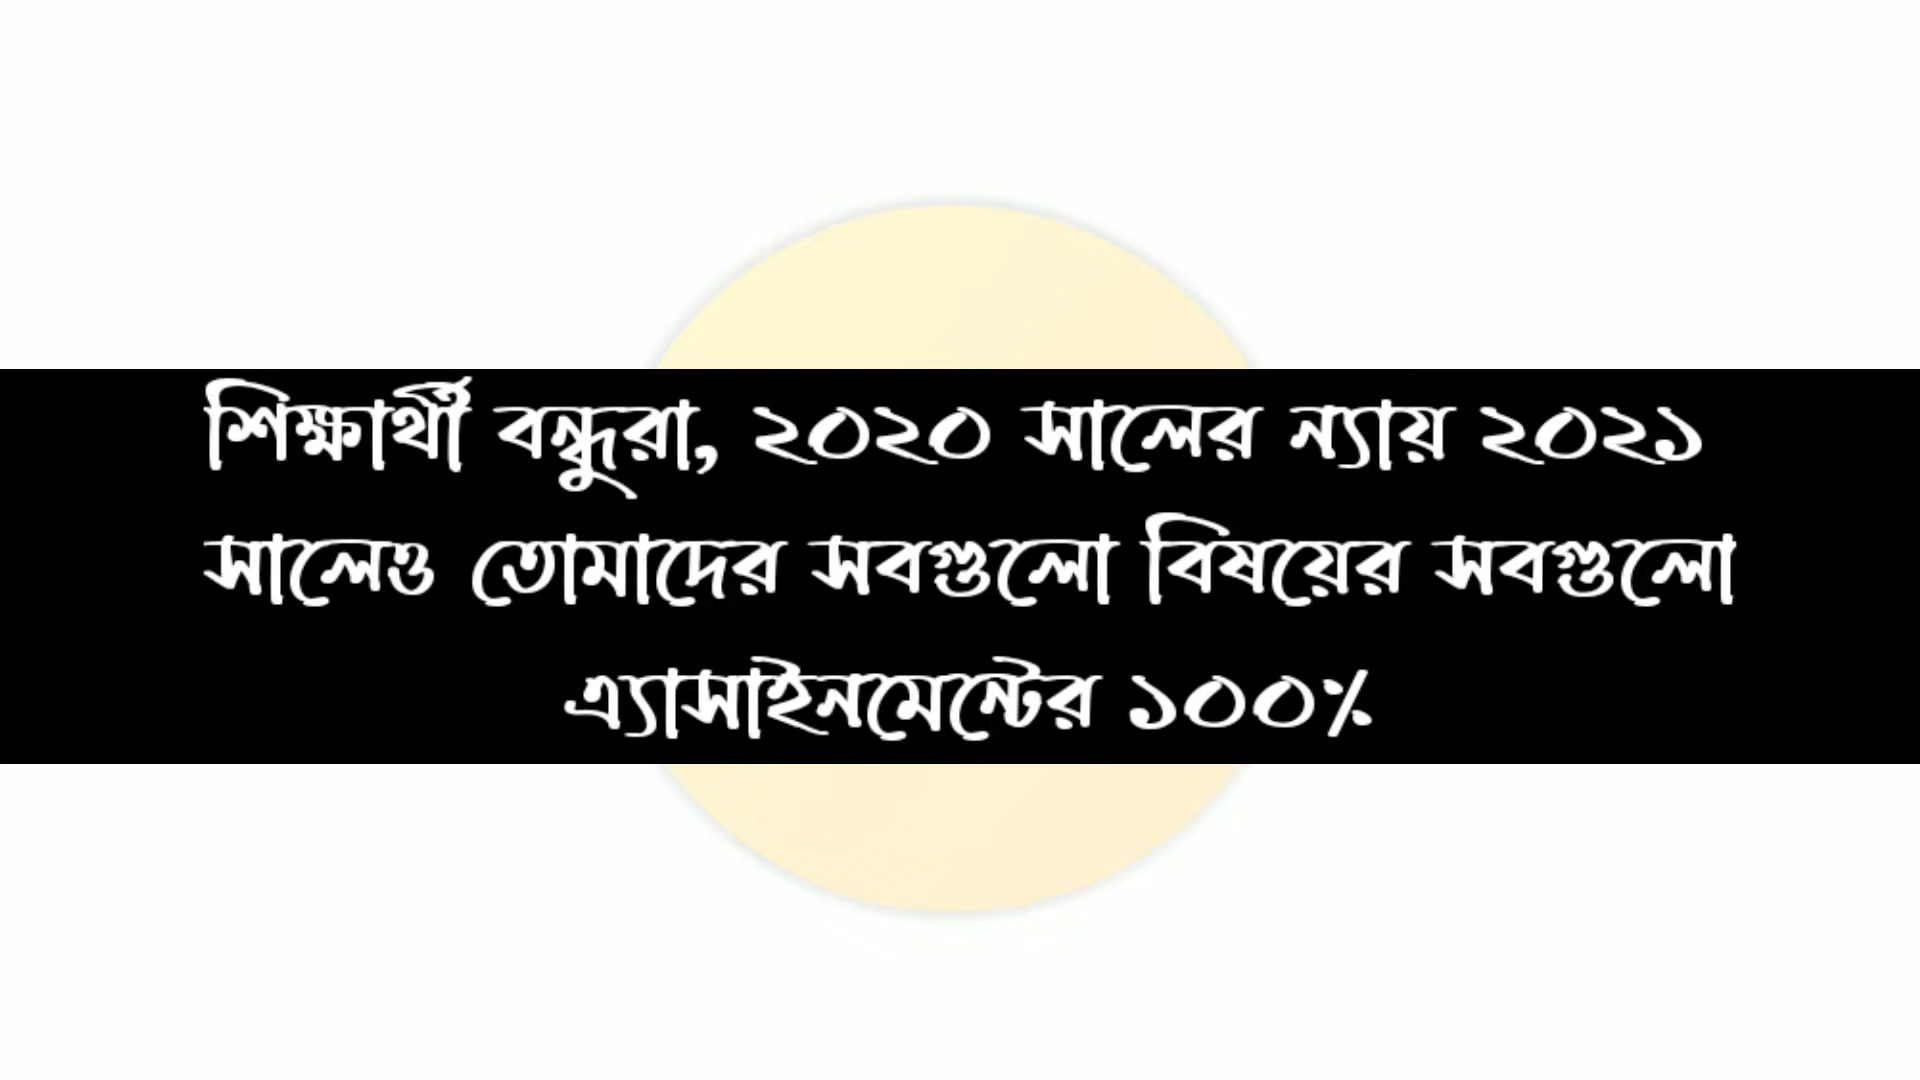 শিক্ষার্থী বন্ধুরা, ২০২০ সালের ন্যায় ২০২১
সালেও তোমাদের সবগুলো বিষয়ের সবগুলো
এ্যাসাইনমেন্টের ১০০%